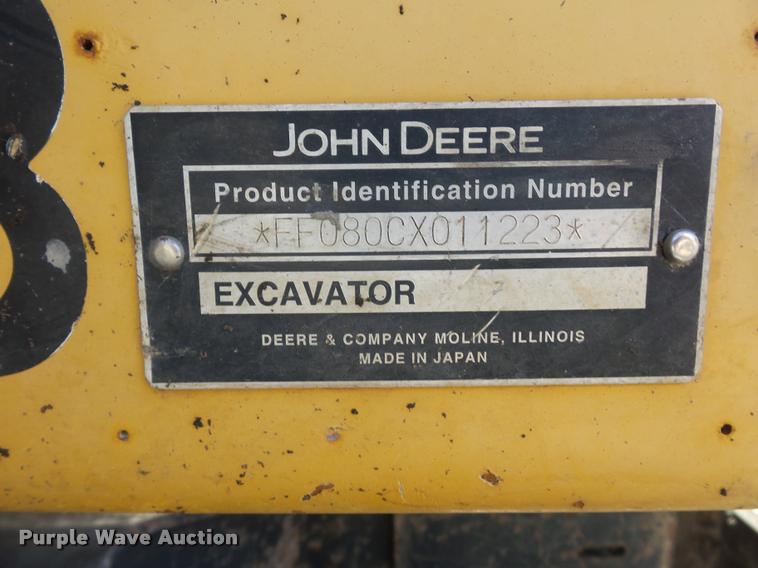 JOHN DEERE
Product Identification Number
*FF080CX011223*
EXCAVATOR
DEERE & COMPANY MOLINE, ILLINOIS
MADE IN JAPAN
Purple Wave Auction